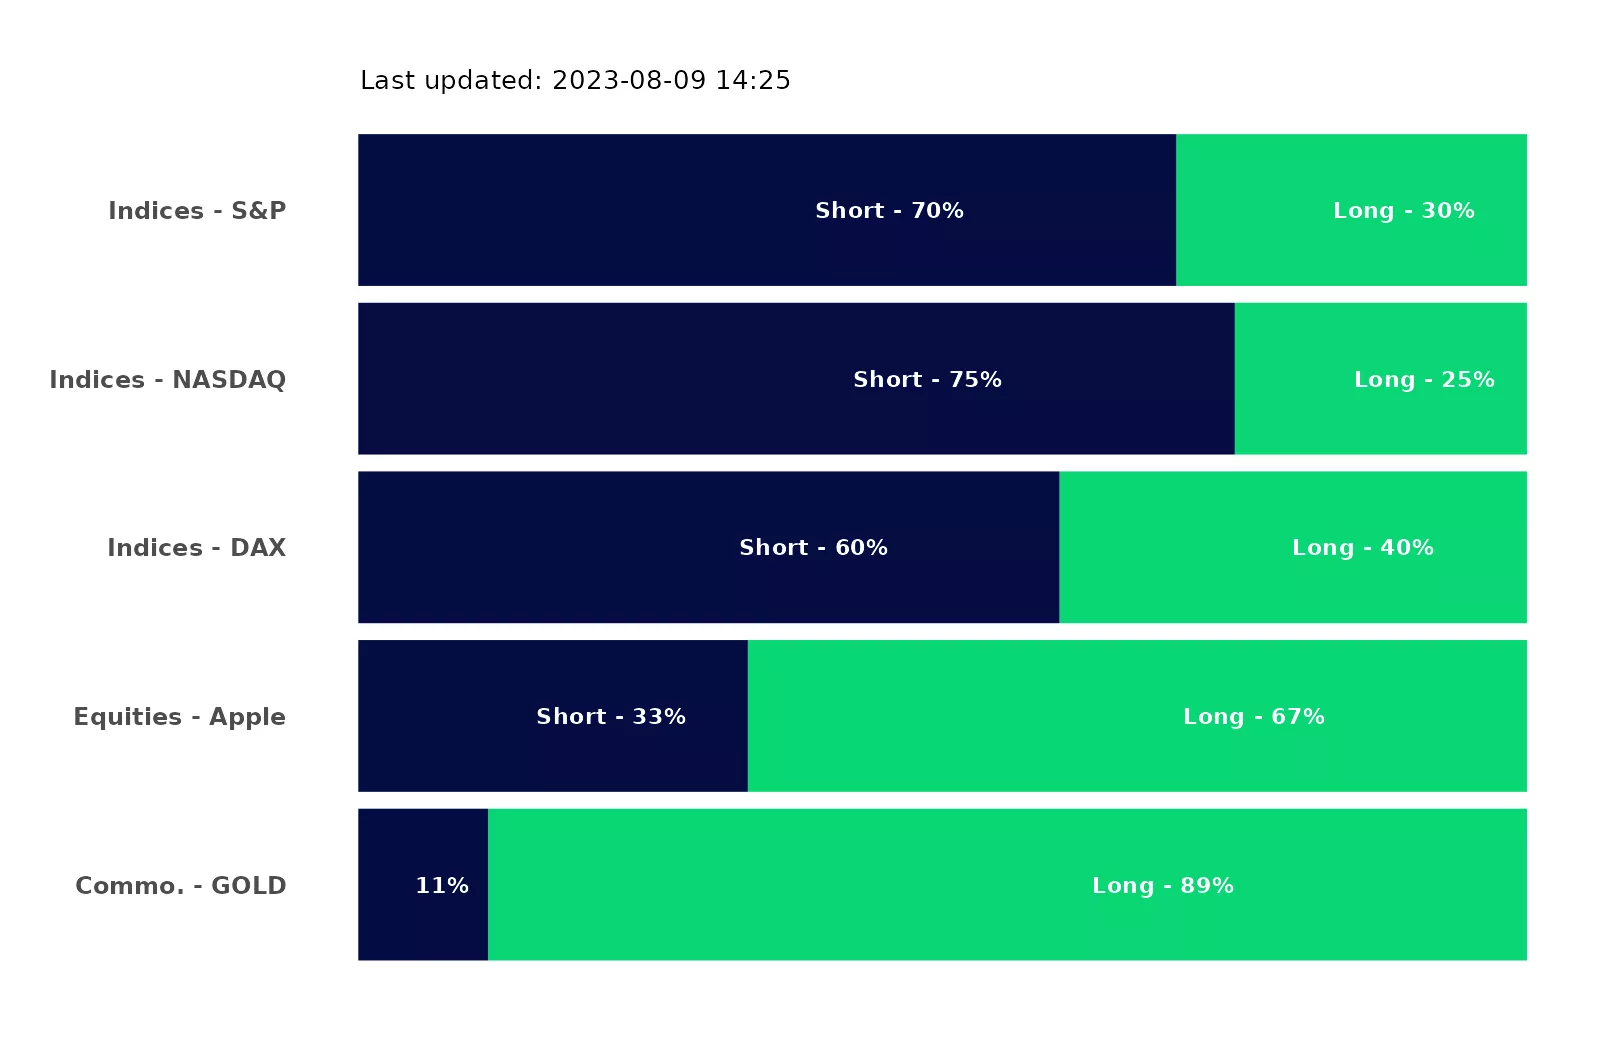 Last updated: 2023-08-09 14:25
Indices - S&P Short - 70% Long - 30%
Indices - NASDAQ Short - 75% Long - 25%
Indices - DAX Short - 60% Long - 40%
Equities - Apple Short - 33% Long - 67%
Commo. - GOLD 11% Long - 89%